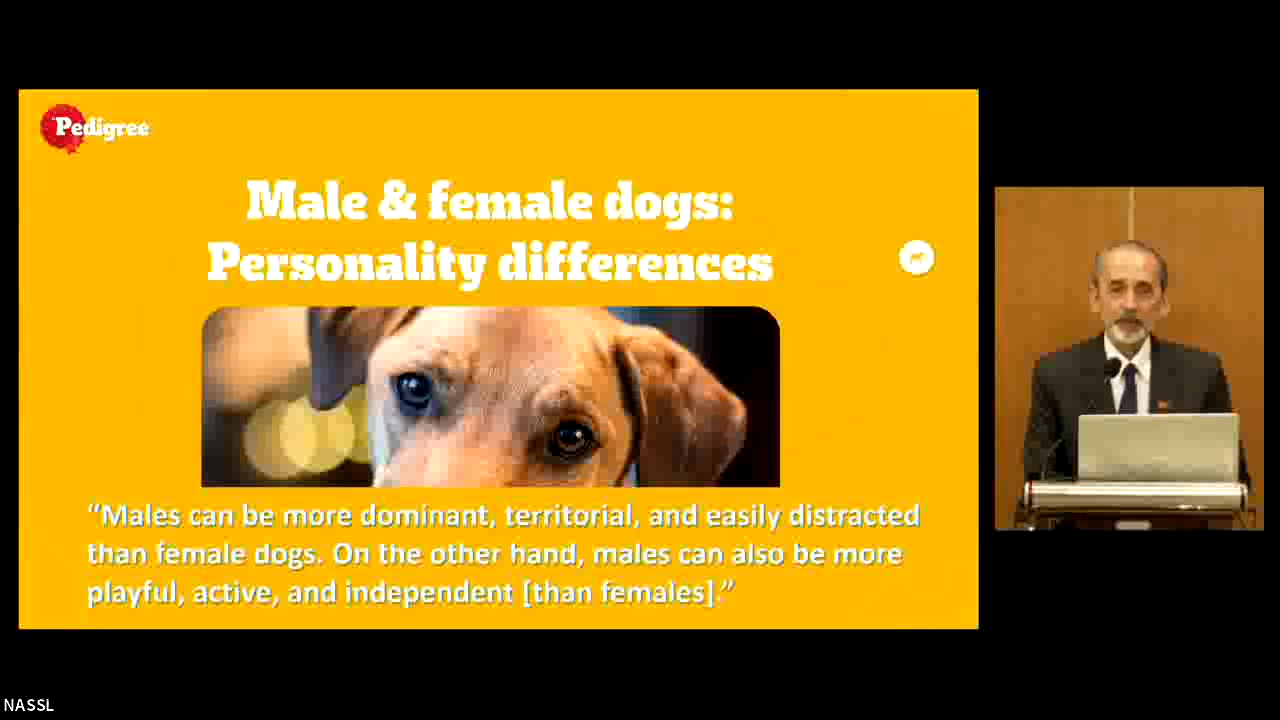 Pedigree
Male & female dogs:
Personality differences
“Males can be more dominant, territorial, and easily distracted
than female dogs. On the other hand, males can also be more
playful, active, and independent [than females].”
NASSL